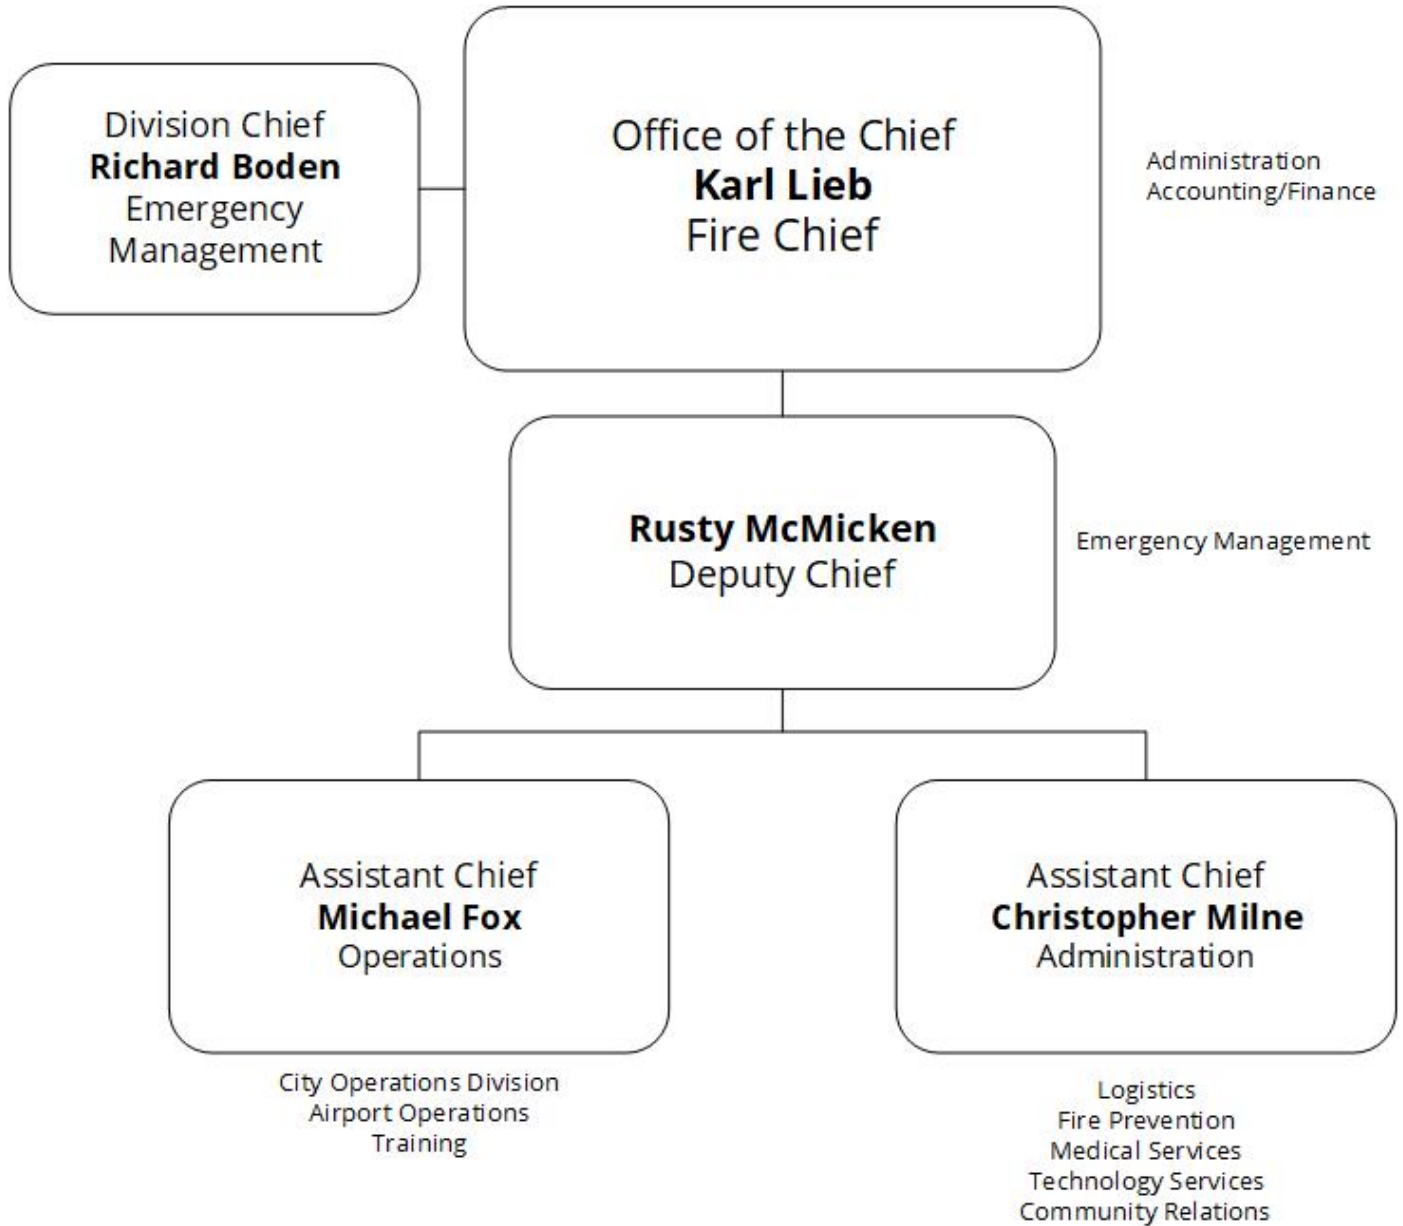 Division Chief
Richard Boden
Emergency
Management
Office of the Chief
Karl Lieb
Fire Chief
Administration
Accounting/Finance
Rusty McMicken
Deputy Chief
Emergency Management
Assistant Chief
Michael Fox
Operations
City Operations Division
Airport Operations
Training
Assistant Chief
Christopher Milne
Administration
Logistics
Fire Prevention
Medical Services
Technology Services
Community Relations